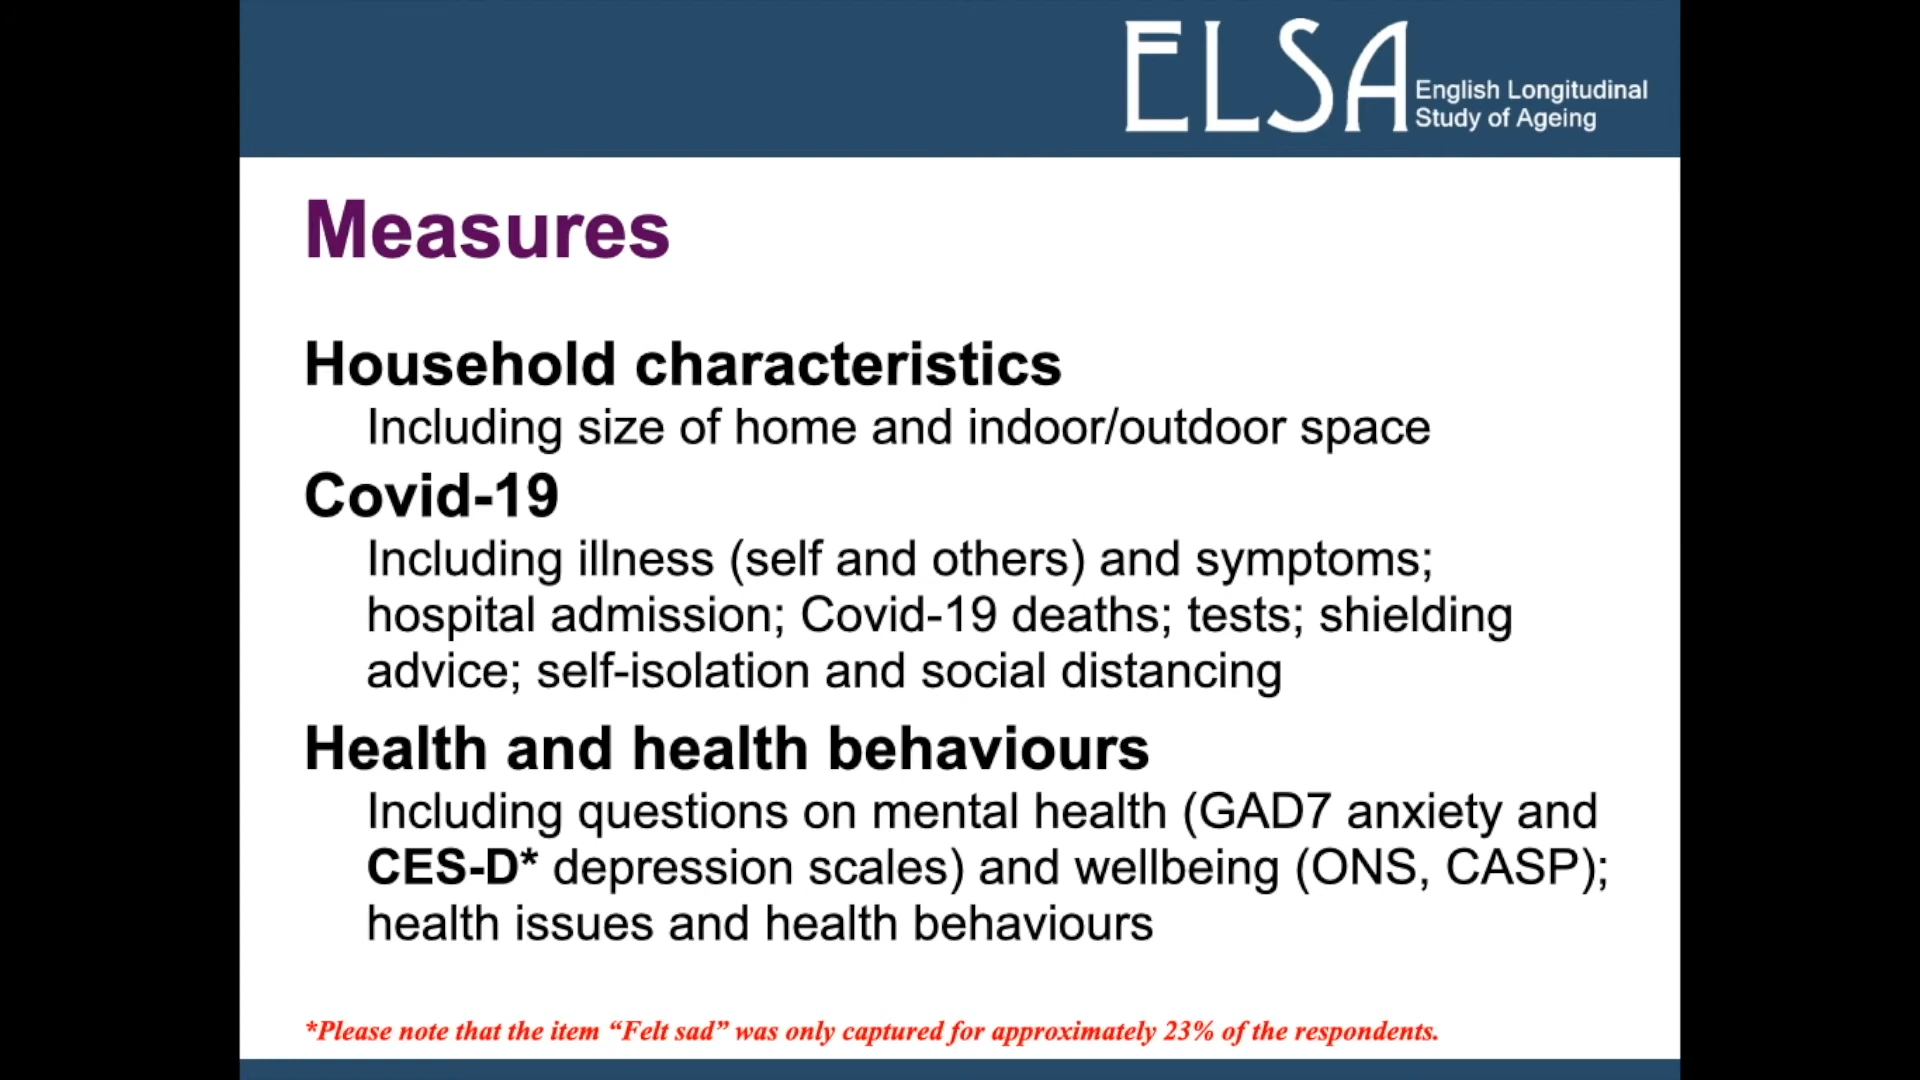 ELSA
English Longitudinal
Study of Ageing
Measures
Household characteristics
Including size of home and indoor/outdoor space
Covid-19
Including illness (self and others) and symptoms;
hospital admission; Covid-19 deaths; tests; shielding
advice; self-isolation and social distancing
Health and health behaviours
Including questions on mental health (GAD7 anxiety and
CES-D* depression scales) and wellbeing (ONS, CASP);
health issues and health behaviours
*Please note that the item “Felt sad” was only captured for approximately 23% of the respondents.